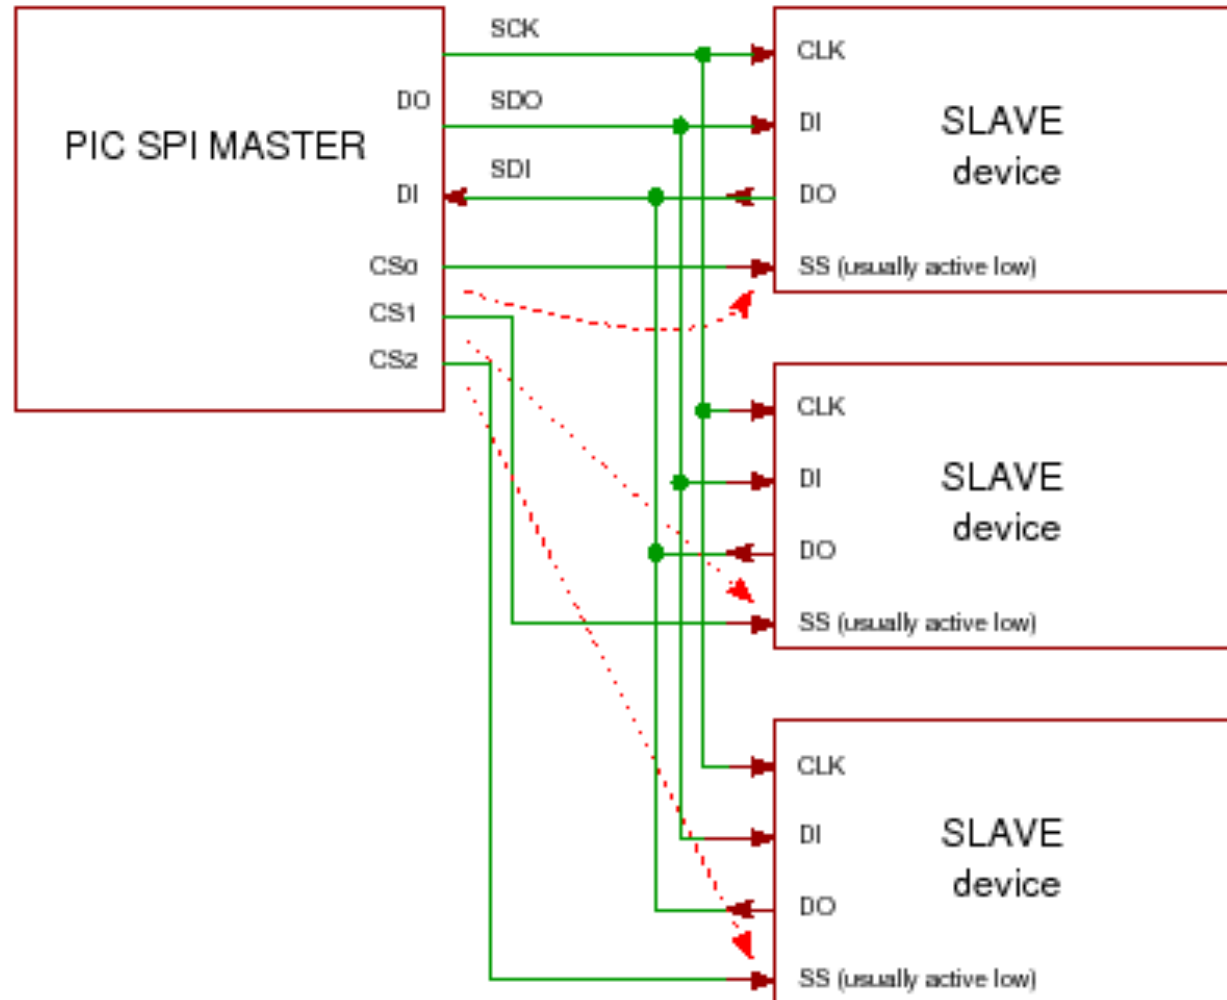 SCK
DO
SDO
PIC SPI MASTER
SDI
DI
CS0
CS1
CS2
CLK
DI
SLAVE
device
DO
SS (usually active low)
CLK
DI
SLAVE
device
DO
SS (usually active low)
CLK
DI
SLAVE
device
DO
SS (usually active low)